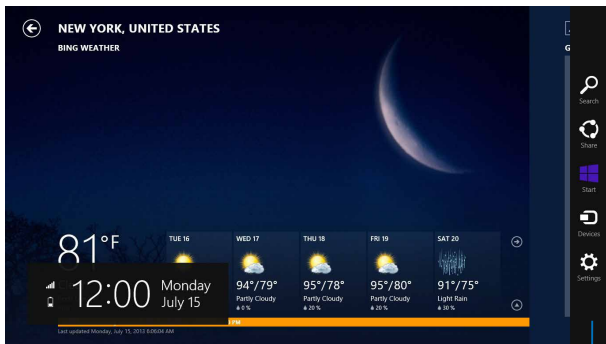 NEW YORK, UNITED STATES
BING WEATHER
G
Search
Share
Start
Devices
Settings
81°F
TUE 16
WED 17
94°/79°
Partly Cloudy
0 %
THU 18
95°/78°
Partly Cloudy
20 %
FRI 19
95°/80°
Partly Cloudy
20 %
SAT 20
91°/75°
Light Rain
30 %
12:00
Monday
July 15
PM
Last updated Monday, July 15, 2013 8:06:04 AM